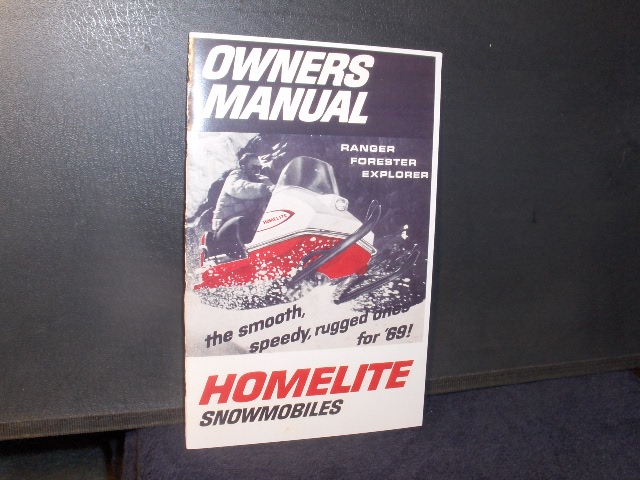 OWNERS
MANUAL
RANGER
FORESTER
EXPLORER
HOMELITE
the smooth,
speedy, rugged ones
for '69!
HOMELITE
SNOWMOBILES